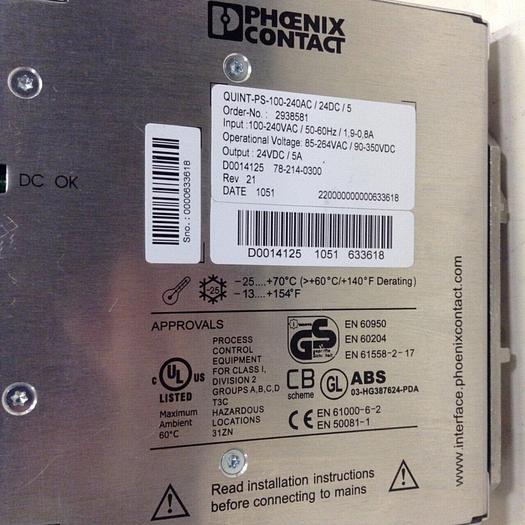 PHŒNIX
CONTACT
QUINT-PS-100-240AC / 24DC / 5
Order-No.: 2938581
Input :100-240VAC / 50-60Hz / 1,9-0,8A
Operational Voltage: 85-264VAC / 90-350VDC
Output : 24VDC / 5A
D0014125 78-214-0300
Rev 21
DATE 1051 220000000000633618
Sno.: 0000633618
DC OK
D0014125 1051 633618
-25
−25....+70°C (>+60°C/+140°F Derating)
−13....+154°F
APPROVALS
C UL US
LISTED
Maximum
Ambient
60°C
PROCESS
CONTROL
EQUIPMENT
FOR CLASS I,
DIVISION 2
GROUPS A,B,C,D
T3C
HAZARDOUS
LOCATIONS
31ZN
GS
EN 60950
EN 60204
EN 61558-2-17
CB
scheme
GL
ABS
03-HG387624-PDA
CE
EN 61000-6-2
EN 50081-1
Read installation instructions
before connecting to mains
www.interface.phoenixcontact.com